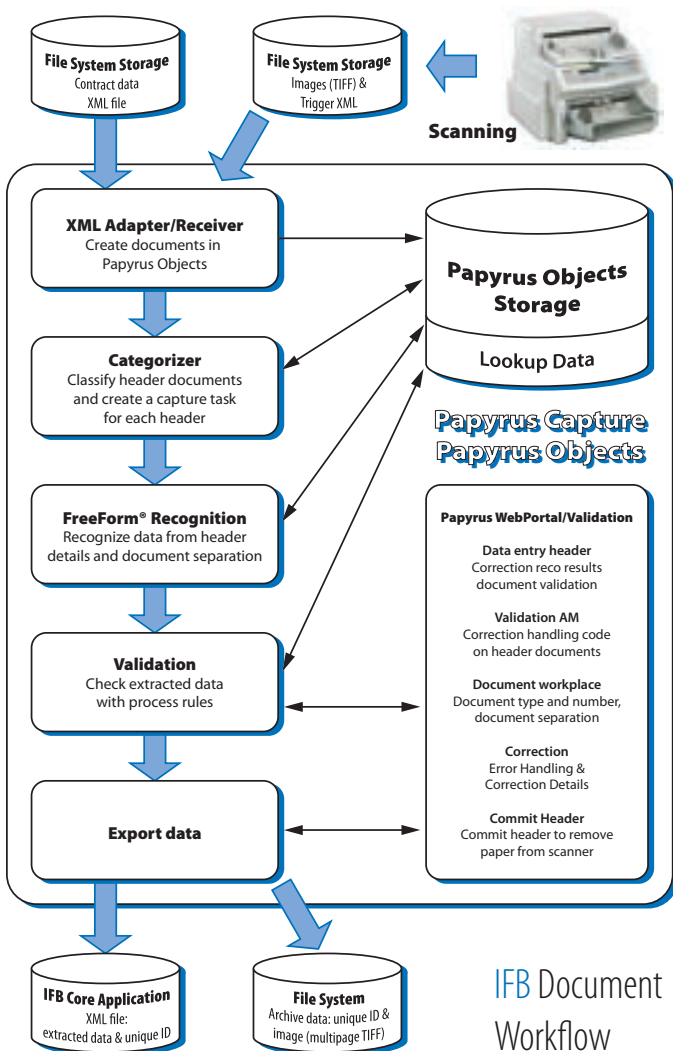 File System Storage
Contract data
XML file
File System Storage
Images (TIFF) &
Trigger XML
Scanning
XML Adapter/Receiver
Create documents in
Papyrus Objects
Papyrus Objects
Storage
Lookup Data
Categorizer
Classify header documents
and create a capture task
for each header
Papyrus Capture
Papyrus Objects
FreeForm® Recognition
Recognize data from header
details and document separation
Validation
Check extracted data
with process rules
Export data
Papyrus WebPortal/Validation
Data entry header
Correction reco results
document validation
Validation AM
Correction handling code
on header documents
Document workplace
Document type and number,
document separation
Correction
Error Handling &
Correction Details
Commit Header
Commit header to remove
paper from scanner
IFB Core Application
XML file:
extracted data & unique ID
File System
Archive data: unique ID &
image (multipage TIFF)
IFB Document
Workflow